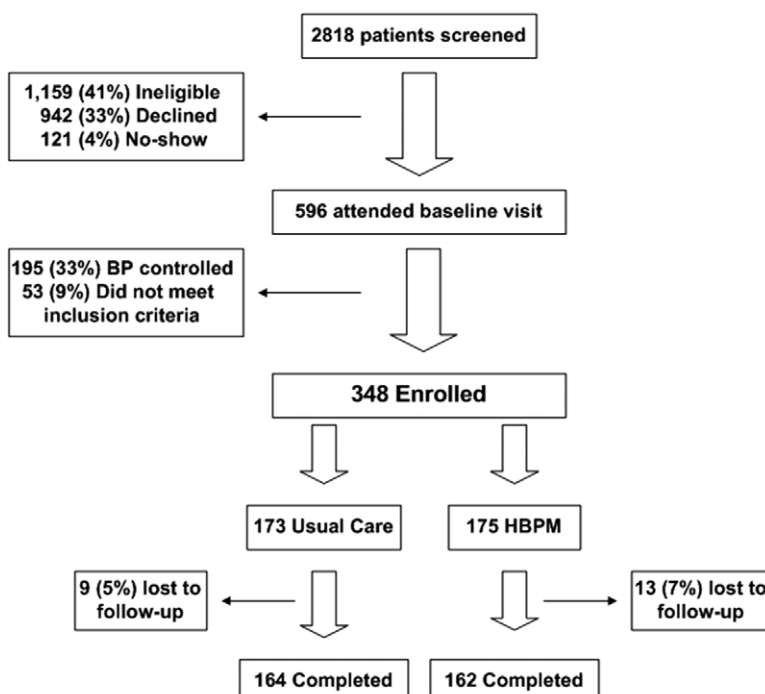 2818 patients screened
1,159 (41%) Ineligible
942 (33%) Declined
121 (4%) No-show
596 attended baseline visit
195 (33%) BP controlled
53 (9%) Did not meet
inclusion criteria
348 Enrolled
173 Usual Care
175 HBPM
9 (5%) lost to
follow-up
13 (7%) lost to
follow-up
164 Completed
162 Completed